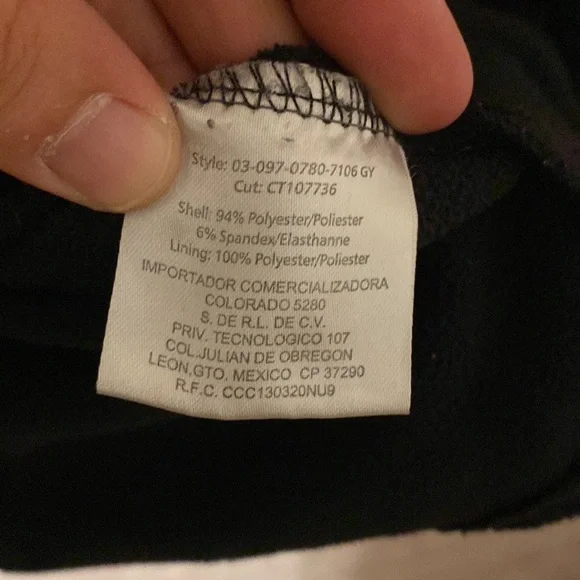 Style: 03-097-0780-7106 GY
Cut: CT107736
Shell: 94% Polyester/Poliester
6% Spandex/Elasthanne
Lining: 100% Polyester/Poliester
IMPORTADOR COMERCIALIZADORA
COLORADO 5280
S. DE R.L. DE C.V.
PRIV. TECNOLOGICO 107
COL.JULIAN DE OBREGON
LEON,GTO. MEXICO CP 37290
R.F.C. CCC130320NU9